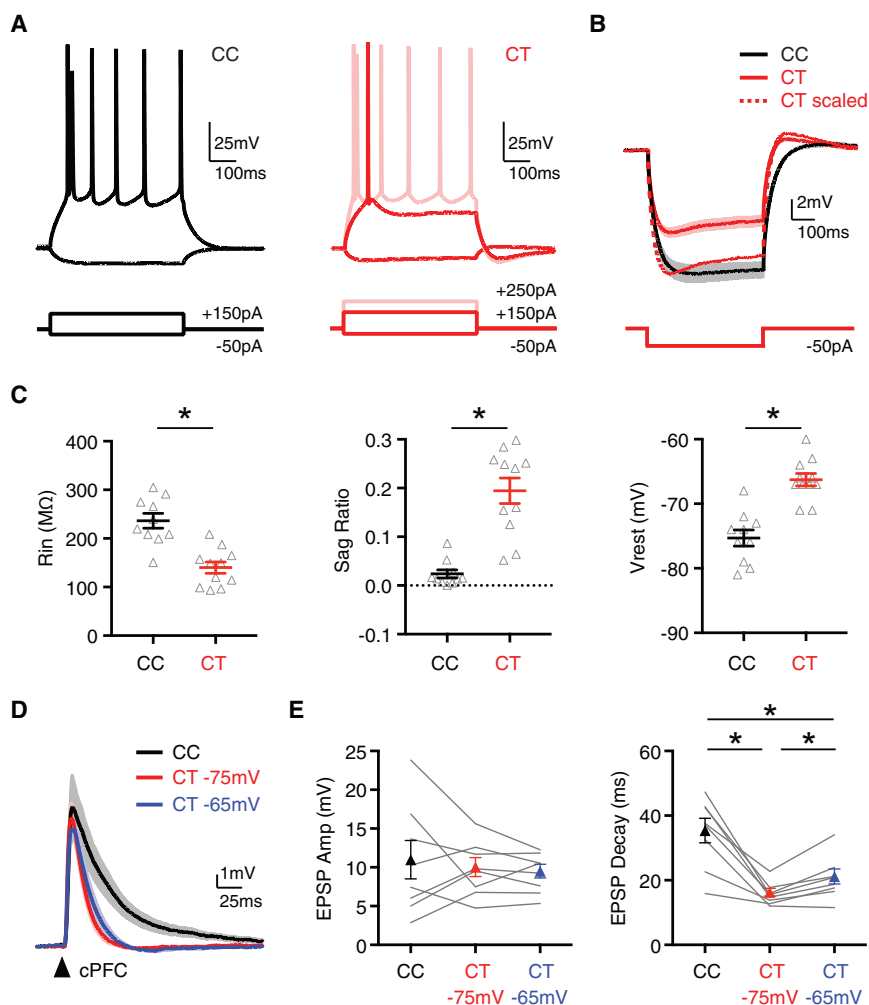 A
CC
25mV
100ms
+150pA
-50pA
CT
25mV
100ms
+250pA
+150pA
-50pA
B
CC
CT
CT scaled
2mV
100ms
-50pA
C
*
Rin (MΩ)
400
300
200
100
0
CC
CT
*
Sag Ratio
0.3
0.2
0.1
0.0
-0.1
CC
CT
*
Vrest (mV)
-60
-70
-80
-90
CC
CT
D
CC
CT -75mV
CT -65mV
1mV
25ms
cPFC
E
EPSP Amp (mV)
25
20
15
10
5
0
CC
CT
-75mV
CT
-65mV
*
*
*
EPSP Decay (ms)
60
40
20
0
CC
CT
-75mV
CT
-65mV